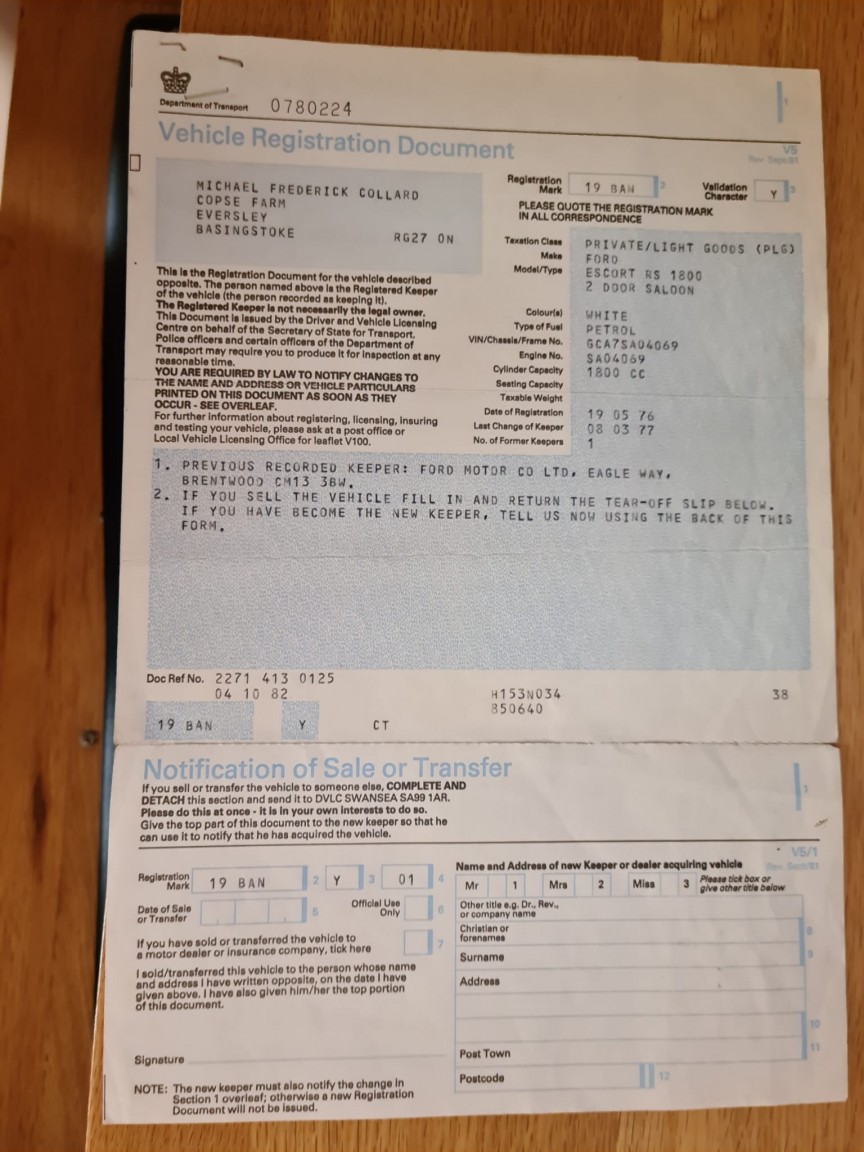 Department of Transport 0780224
Vehicle Registration Document
V5
Rev. Sept/81
1
MICHAEL FREDERICK COLLARD
COPSE FARM
EVERSLEY
BASINGSTOKE RG27 0N
Registration Mark 19 BAN 2 Validation Character Y 3
PLEASE QUOTE THE REGISTRATION MARK
IN ALL CORRESPONDENCE
This is the Registration Document for the vehicle described
opposite. The person named above is the Registered Keeper
of the vehicle (the person recorded as keeping it).
The Registered Keeper is not necessarily the legal owner.
This Document is issued by the Driver and Vehicle Licensing
Centre on behalf of the Secretary of State for Transport.
Police officers and certain officers of the Department of
Transport may require you to produce it for inspection at any
reasonable time.
YOU ARE REQUIRED BY LAW TO NOTIFY CHANGES TO
THE NAME AND ADDRESS OR VEHICLE PARTICULARS
PRINTED ON THIS DOCUMENT AS SOON AS THEY
OCCUR - SEE OVERLEAF.
For further information about registering, licensing, insuring
and testing your vehicle, please ask at a post office or
Local Vehicle Licensing Office for leaflet V100.
Taxation Class PRIVATE/LIGHT GOODS (PLG)
Make FORD
Model/Type ESCORT RS 1800
2 DOOR SALOON
Colour(s) WHITE
Type of Fuel PETROL
VIN/Chassis/Frame No. GCA7SA04069
Engine No. SA04069
Cylinder Capacity 1800 CC
Seating Capacity
Taxable Weight
Date of Registration 19 05 76
Last Change of Keeper 08 03 77
No. of Former Keepers 1
1. PREVIOUS RECORDED KEEPER: FORD MOTOR CO LTD, EAGLE WAY,
BRENTWOOD CM13 3BW.
2. IF YOU SELL THE VEHICLE FILL IN AND RETURN THE TEAR-OFF SLIP BELOW.
IF YOU HAVE BECOME THE NEW KEEPER, TELL US NOW USING THE BACK OF THIS
FORM.
Doc Ref No. 2271 413 0125
04 10 82
H153N034 38
850640
19 BAN Y CT
Notification of Sale or Transfer
1
If you sell or transfer the vehicle to someone else, COMPLETE AND
DETACH this section and send it to DVLC SWANSEA SA99 1AR.
Please do this at once - it is in your own interests to do so.
Give the top part of this document to the new keeper so that he
can use it to notify that he has acquired the vehicle.
V5/1
Rev. Sept/81
Registration Mark 19 BAN 2 Y 3 01 4
Date of Sale or Transfer 5 Official Use Only 6
If you have sold or transferred the vehicle to
a motor dealer or insurance company, tick here 7
I sold/transferred this vehicle to the person whose name
and address I have written opposite, on the date I have
given above. I have also given him/her the top portion
of this document.
Signature
NOTE: The new keeper must also notify the change in
Section 1 overleaf; otherwise a new Registration
Document will not be issued.
Name and Address of new Keeper or dealer acquiring vehicle
Mr 1 Mrs 2 Miss 3 Please tick box or
give other title below
Other title e.g. Dr., Rev.,
or company name
Christian or
forenames 8
Surname 9
Address
10
Post Town 11
Postcode 12